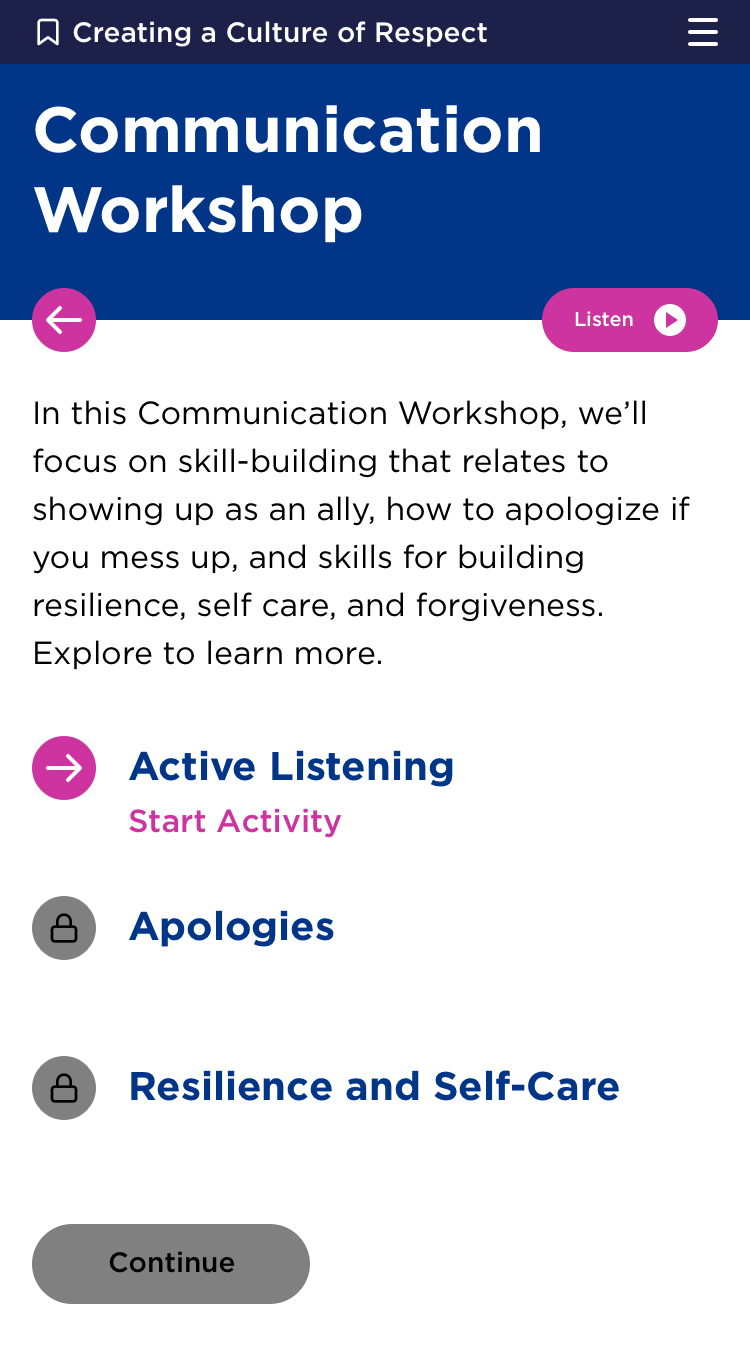 Creating a Culture of Respect
Communication
Workshop
Listen
In this Communication Workshop, we’ll
focus on skill-building that relates to
showing up as an ally, how to apologize if
you mess up, and skills for building
resilience, self care, and forgiveness.
Explore to learn more.
Active Listening
Start Activity
Apologies
Resilience and Self-Care
Continue